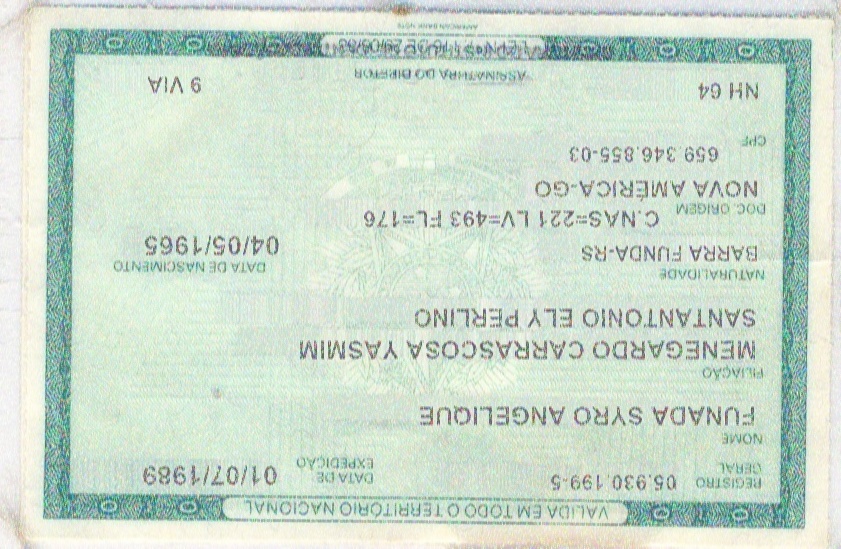 VALIDA EM TODO O TERRITÓRIO NACIONAL
REGISTRO GERAL 05.930.199-5 DATA DE EXPEDIÇÃO 01/07/1989
NOME
FUNADA SYRO ANGELIQUE
FILIAÇÃO
MENEGARDO CARRASCOSA YASMIM
SANTANTONIO ELY PERLINO
NATURALIDADE DATA DE NASCIMENTO
BARRA FUNDA-RS 04/05/1965
DOC. ORIGEM C.NAS=221 LV=493 FL=176
NOVA AMÉRICA-GO
CPF 659.346.855-03
NH 64 9 VIA
ASSINATURA DO DIRETOR